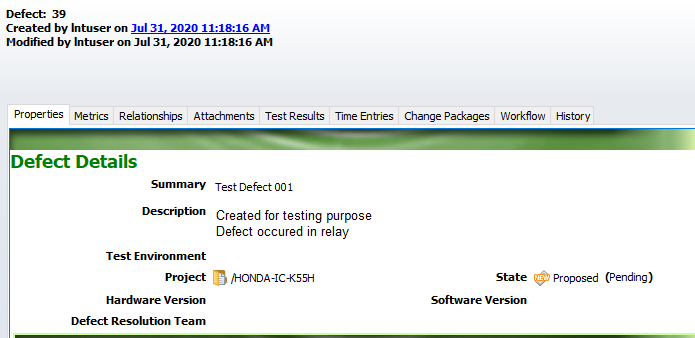 Defect: 39
Created by lntuser on Jul 31, 2020 11:18:16 AM
Modified by lntuser on Jul 31, 2020 11:18:16 AM
Properties Metrics Relationships Attachments Test Results Time Entries Change Packages Workflow History
Defect Details
Summary Test Defect 001
Description Created for testing purpose
Defect occured in relay
Test Environment
Project /HONDA-IC-K55H State NEW Proposed (Pending)
Hardware Version Software Version
Defect Resolution Team